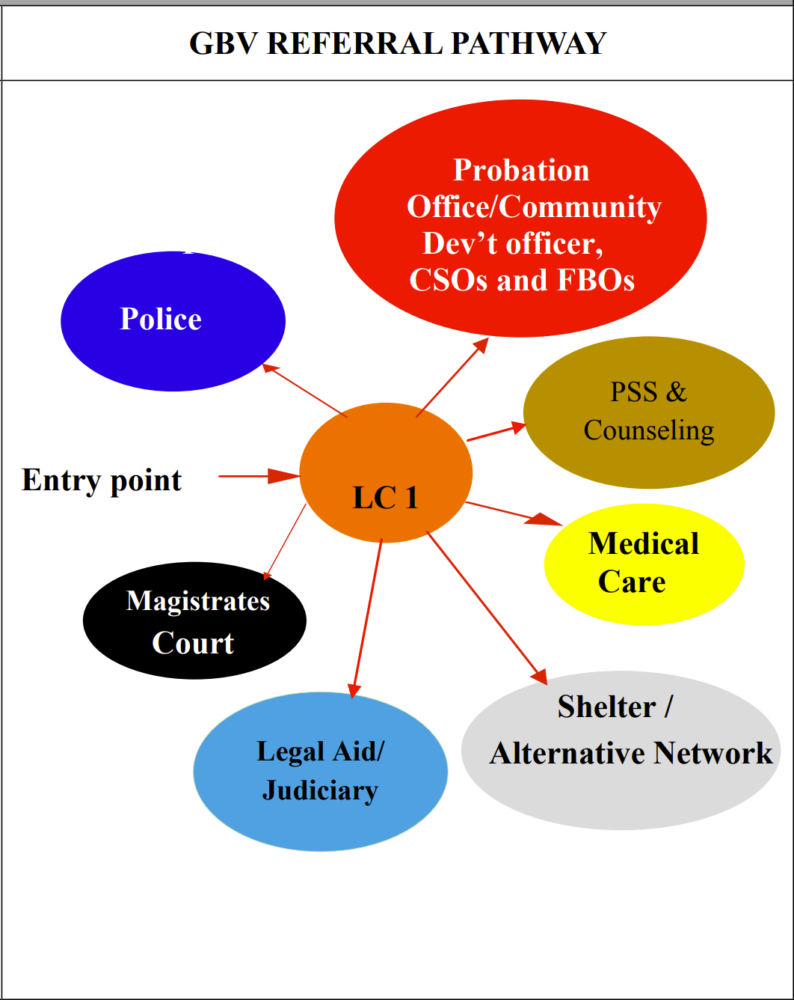 GBV REFERRAL PATHWAY
Probation
Office/Community
Dev’t officer,
CSOs and FBOs
Police
PSS &
Counseling
Entry point
LC 1
Medical
Care
Magistrates
Court
Shelter /
Alternative Network
Legal Aid/
Judiciary